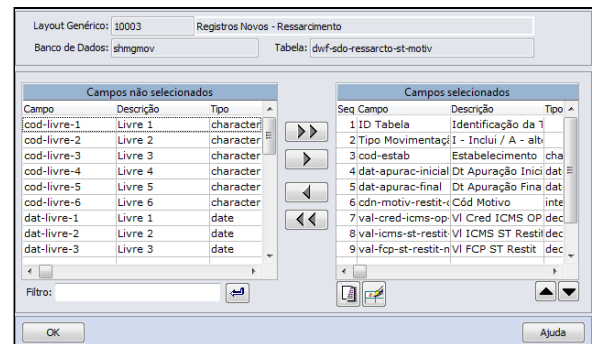 Layout Genérico: 10003 Registros Novos - Ressarcimento
Banco de Dados: shmgmov Tabela: dwf-sdo-ressarcto-st-motiv
Campos não selecionados
Campo Descrição Tipo
cod-livre-1 Livre 1 character
cod-livre-2 Livre 2 character
cod-livre-3 Livre 3 character
cod-livre-4 Livre 4 character
cod-livre-5 Livre 5 character
cod-livre-6 Livre 6 character
dat-livre-1 Livre 1 date
dat-livre-2 Livre 2 date
dat-livre-3 Livre 3 date
Filtro:
Campos selecionados
Seq Campo Descrição Tipo
1 ID Tabela Identificação da T
2 Tipo Movimentaç I - Inclui / A - alt
3 cod-estab Estabelecimento cha
4 dat-apurac-inicial Dt Apuração Inici dat
5 dat-apurac-final Dt Apuração Fina dat
6 cdn-motiv-restit- Cód Motivo inte
7 val-cred-icms-op- Vl Cred ICMS OP dec
8 val-icms-st-restit- Vl ICMS ST Restit dec
9 val-fcp-st-restit-n Vl FCP ST Restit dec
OK Ajuda